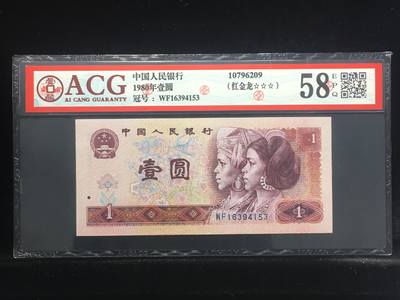 ACG
AI CANG GUARANTY
中国人民银行
1980年壹圆
冠号：WF16394153
10796209
(红金龙☆☆☆)
58
EPQ
中国人民银行
1
壹圆
1
WF16394153
1